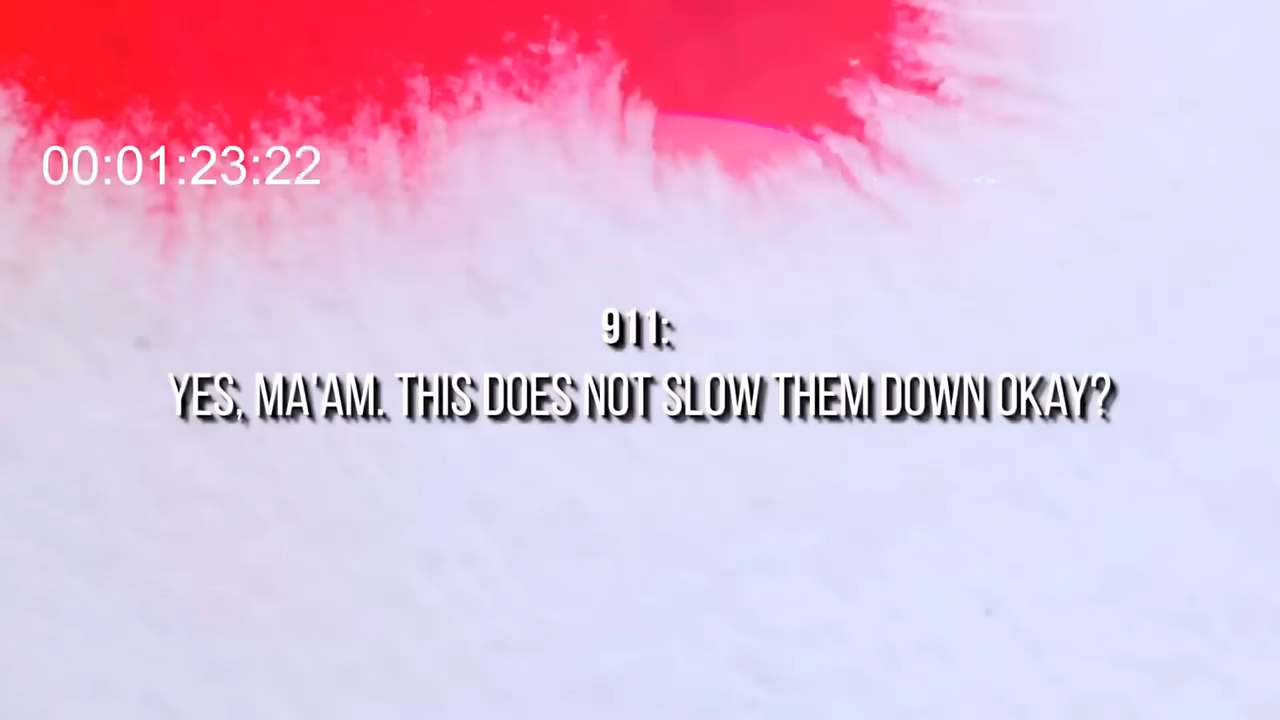 00:01:23:22
911:
YES, MA'AM. THIS DOES NOT SLOW THEM DOWN OKAY?